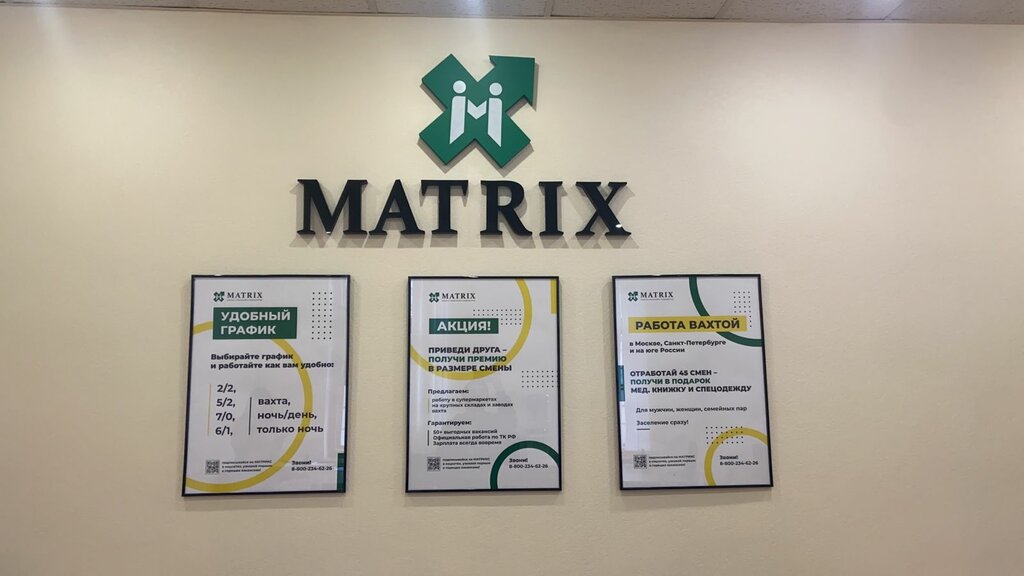 MATRIX
MATRIX
УДОБНЫЙ
ГРАФИК
Выбирайте график
и работайте как вам удобно:
2/2,
5/2,
7/0,
6/1,
вахта,
ночь/день,
только ночь
Звони!
8-800-234-62-26
MATRIX
АКЦИЯ!
ПРИВЕДИ ДРУГА –
ПОЛУЧИ ПРЕМИЮ
В РАЗМЕРЕ СМЕНЫ
Предлагаем:
работу в супермаркетах
на крупных складах и заводах
вахта
Гарантируем:
50+ выгодных вакансий
Официальная работа по ТК РФ
Зарплата всегда вовремя
Звони!
8-800-234-62-26
MATRIX
РАБОТА ВАХТОЙ
в Москве, Санкт-Петербурге
и на юге России
ОТРАБОТАЙ 45 СМЕН –
ПОЛУЧИ В ПОДАРОК
МЕД. КНИЖКУ И СПЕЦОДЕЖДУ
Для мужчин, женщин, семейных пар
Заселение сразу!
Звони!
8-800-234-62-26